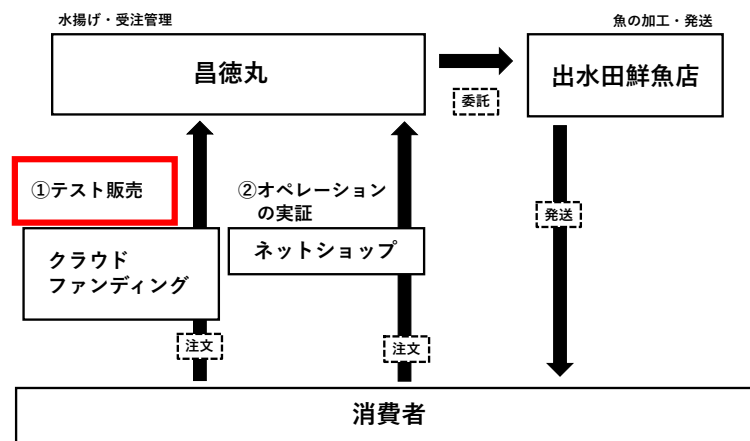 水揚げ・受注管理
魚の加工・発送
昌徳丸
出水田鮮魚店
委託
①テスト販売
②オペレーション
の実証
発送
クラウド
ファンディング
ネットショップ
注文
注文
消費者